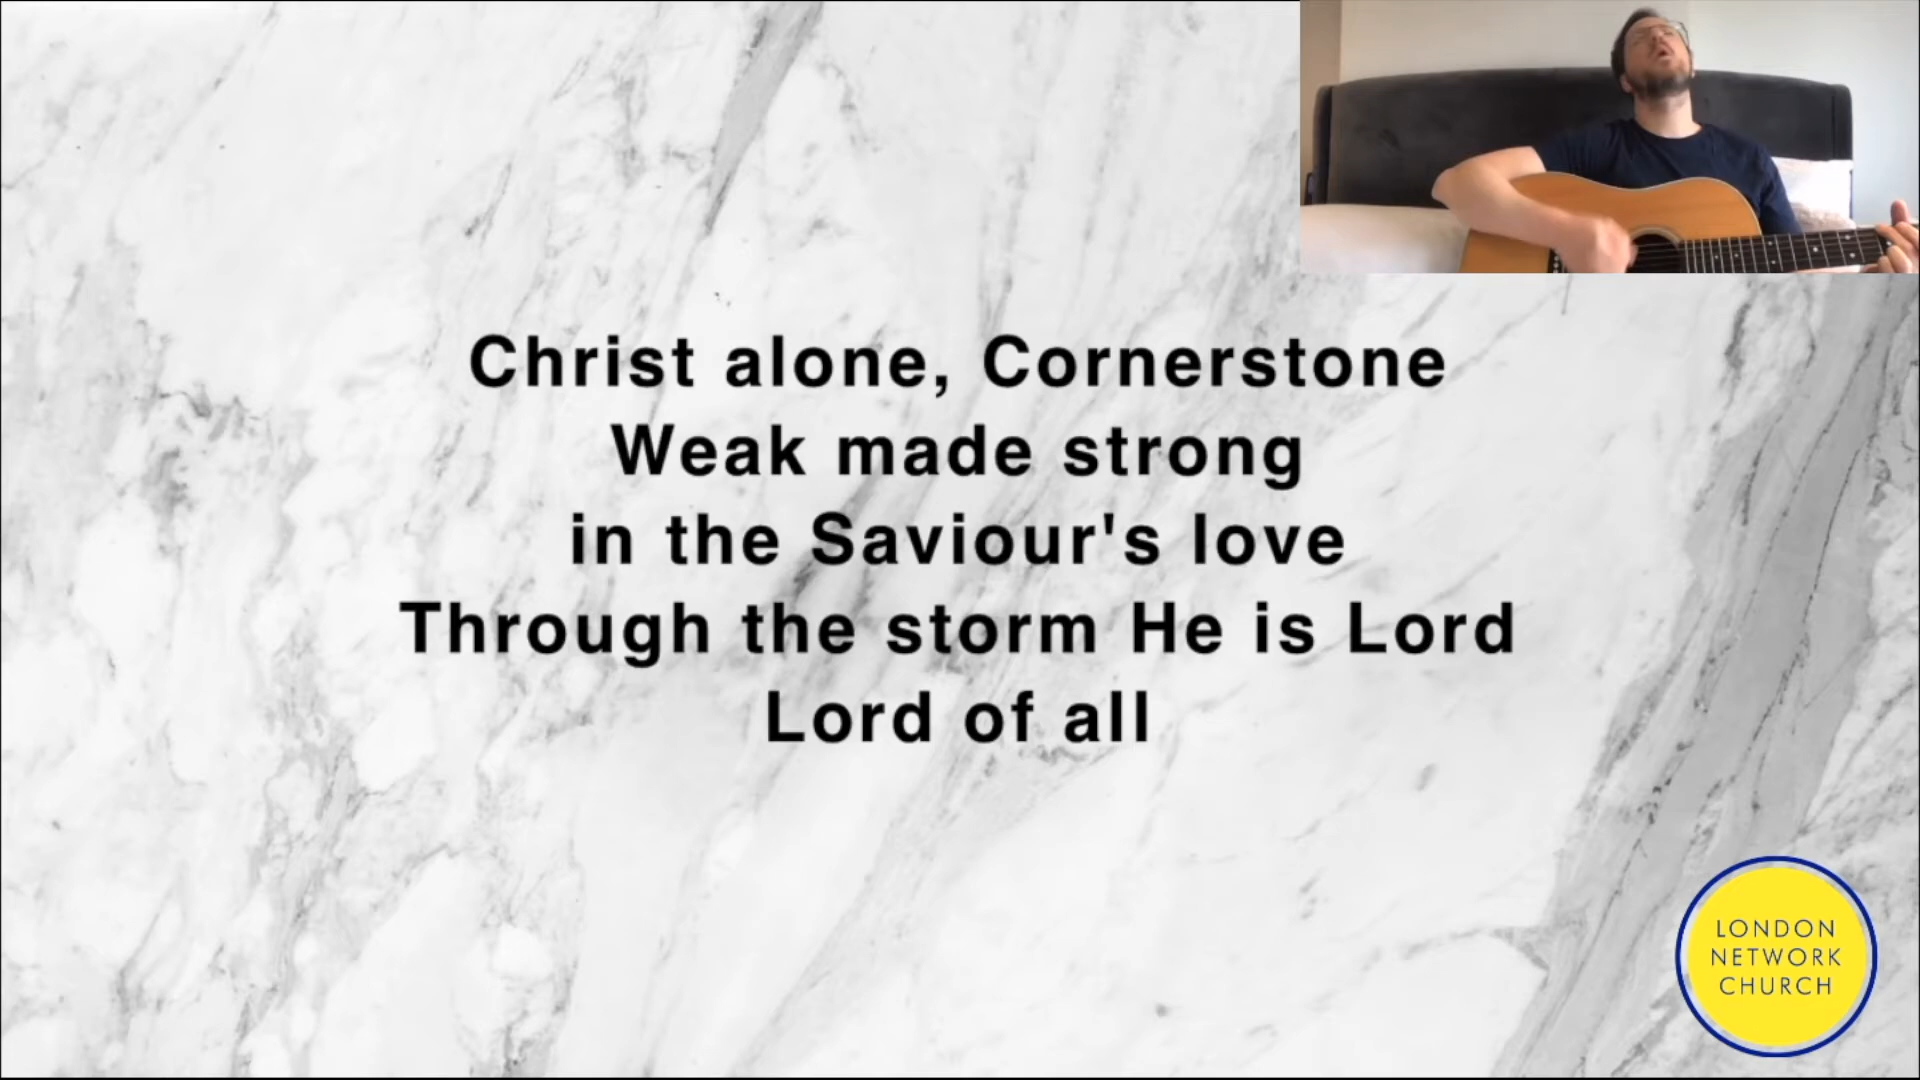 Christ alone, Cornerstone
Weak made strong
in the Saviour's love
Through the storm He is Lord
Lord of all
LONDON
NETWORK
CHURCH